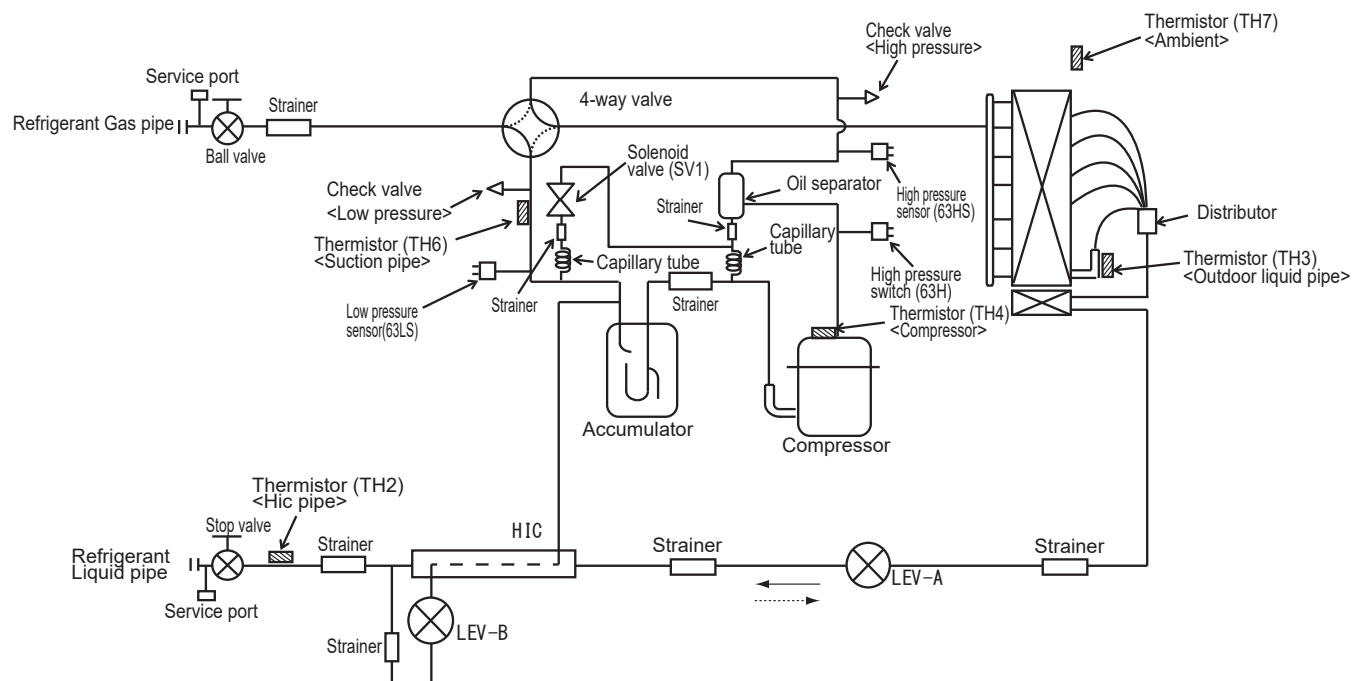 Check valve
<High pressure>
Thermistor (TH7)
<Ambient>
Service port
Refrigerant Gas pipe
Strainer
Ball valve
4-way valve
Solenoid
valve (SV1)
Oil separator
High pressure
sensor (63HS)
Check valve
<Low pressure>
Thermistor (TH6)
<Suction pipe>
Strainer
Capillary
tube
Distributor
Capillary tube
Strainer
Strainer
High pressure
switch (63H)
Thermistor (TH3)
<Outdoor liquid pipe>
Low pressure
sensor(63LS)
Thermistor (TH4)
<Compressor>
Accumulator
Compressor
Thermistor (TH2)
<Hic pipe>
Stop valve
Refrigerant
Liquid pipe
Service port
Strainer
HIC
Strainer
LEV-A
Strainer
Strainer
LEV-B